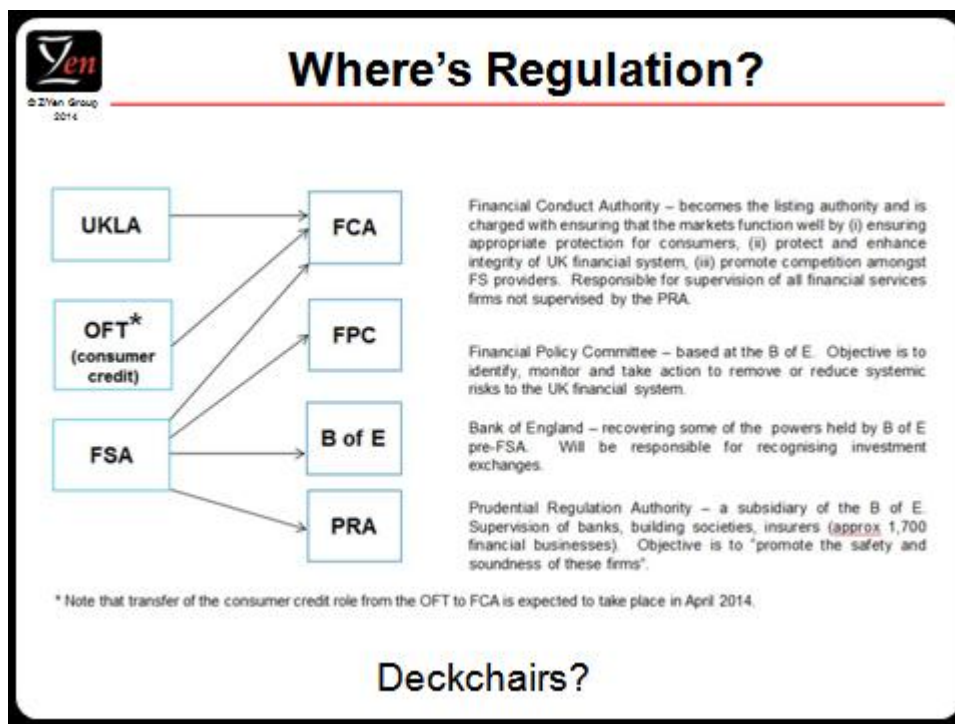 Yen
© Z/Yen Group
2014
Where's Regulation?
UKLA
OFT*
(consumer
credit)
FSA
FCA
FPC
B of E
PRA
Financial Conduct Authority – becomes the listing authority and is
charged with ensuring that the markets function well by (i) ensuring
appropriate protection for consumers, (ii) protect and enhance
integrity of UK financial system, (iii) promote competition amongst
FS providers. Responsible for supervision of all financial services
firms not supervised by the PRA.
Financial Policy Committee – based at the B of E. Objective is to
identify, monitor and take action to remove or reduce systemic
risks to the UK financial system.
Bank of England – recovering some of the powers held by B of E
pre-FSA. Will be responsible for recognising investment
exchanges.
Prudential Regulation Authority – a subsidiary of the B of E.
Supervision of banks, building societies, insurers (approx 1,700
financial businesses). Objective is to "promote the safety and
soundness of these firms".
* Note that transfer of the consumer credit role from the OFT to FCA is expected to take place in April 2014.
Deckchairs?